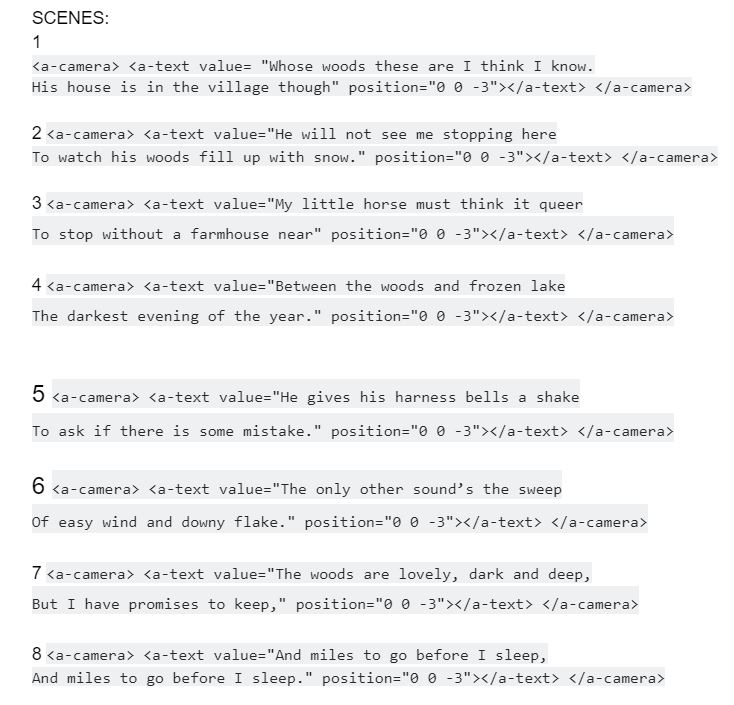 SCENES:
1
<a-camera> <a-text value= "Whose woods these are I think I know.
His house is in the village though" position="0 0 -3"></a-text> </a-camera>
2 <a-camera> <a-text value="He will not see me stopping here
To watch his woods fill up with snow." position="0 0 -3"></a-text> </a-camera>
3 <a-camera> <a-text value="My little horse must think it queer
To stop without a farmhouse near" position="0 0 -3"></a-text> </a-camera>
4 <a-camera> <a-text value="Between the woods and frozen lake
The darkest evening of the year." position="0 0 -3"></a-text> </a-camera>
5 <a-camera> <a-text value="He gives his harness bells a shake
To ask if there is some mistake." position="0 0 -3"></a-text> </a-camera>
6 <a-camera> <a-text value="The only other sound’s the sweep
Of easy wind and downy flake." position="0 0 -3"></a-text> </a-camera>
7 <a-camera> <a-text value="The woods are lovely, dark and deep,
But I have promises to keep," position="0 0 -3"></a-text> </a-camera>
8 <a-camera> <a-text value="And miles to go before I sleep,
And miles to go before I sleep." position="0 0 -3"></a-text> </a-camera>